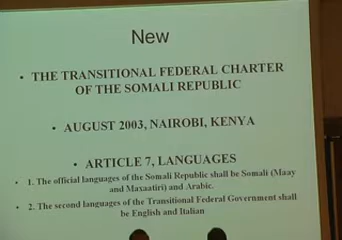 New
• THE TRANSITIONAL FEDERAL CHARTER
OF THE SOMALI REPUBLIC
• AUGUST 2003, NAIROBI, KENYA
• ARTICLE 7, LANGUAGES
• 1. The official languages of the Somali Republic shall be Somali (Maay
and Maxaatiri) and Arabic.
• 2. The second languages of the Transitional Federal Government shall
be English and Italian